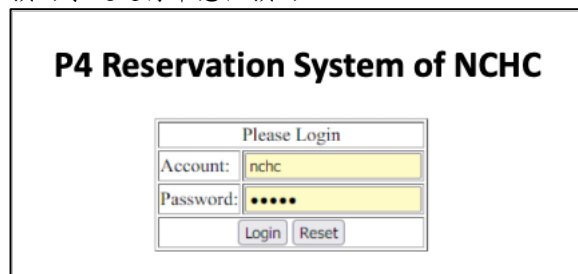 P4 Reservation System of NCHC
Please Login
Account: nchc
Password: •••••
Login Reset